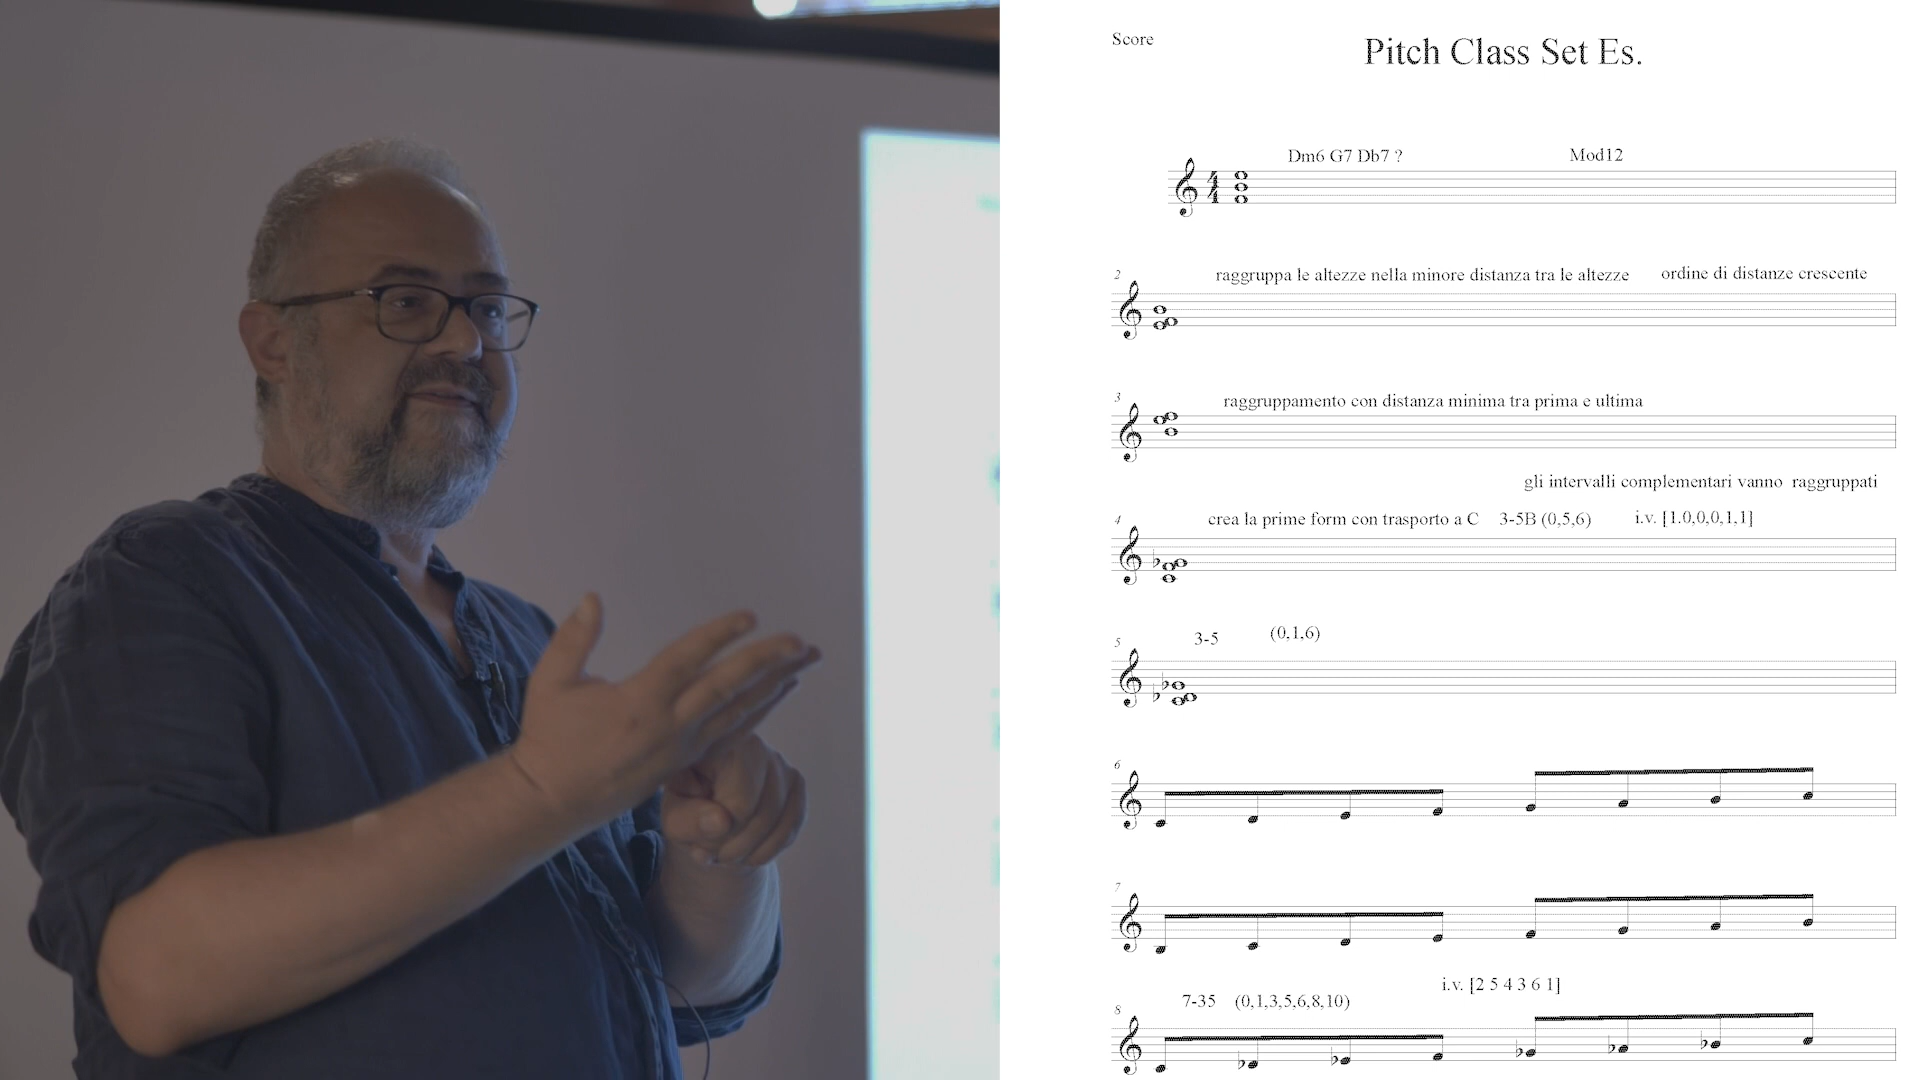 Score
Pitch Class Set Es.
Dm6 G7 Db7 ? Mod12
2 raggruppa le altezze nella minore distanza tra le altezze ordine di distanze crescente
3 raggruppamento con distanza minima tra prima e ultima
gli intervalli complementari vanno raggruppati
4 crea la prime form con trasporto a C 3-5B (0,5,6) i.v. [1.0,0,0,1,1]
5 3-5 (0,1,6)
6
7
i.v. [2 5 4 3 6 1]
8 7-35 (0,1,3,5,6,8,10)